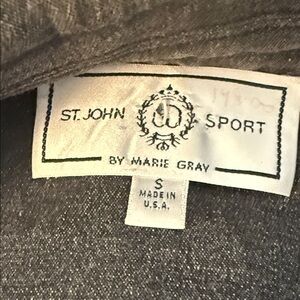 ST. JOHN SPORT
BY MARIE GRAY
S
MADE IN
U.S.A.